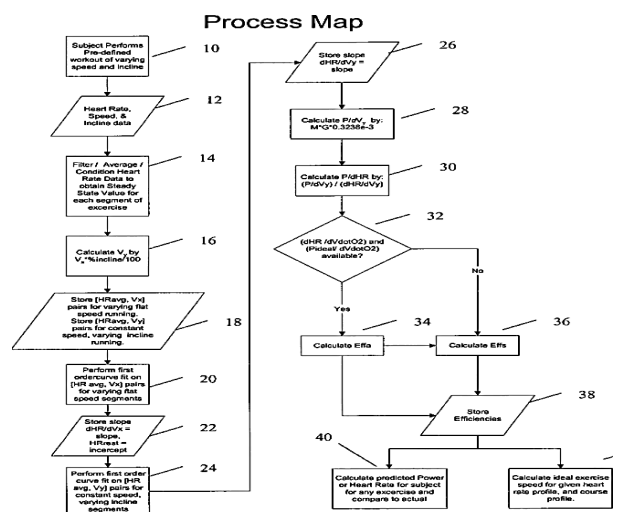 Process Map
Subject Performs
Pre-defined
workout of varying
speed and Incline
10
Heart Rate,
Speed, &
Incline data
12
Filter / Average /
Condition Heart
Rate Data to
obtain Steady
State Value for
each segment of
excercise
14
Calculate Vy by
Vx*%incline/100
16
Store [HRavg, Vx]
pairs for varying flat
speed running.
Store [HRavg, Vy]
pairs for constant
speed, varying incline
running.
18
Perform first
ordercurve fit on
[HR avg, Vx] pairs
for varying flat
speed segments
20
Store slope
dHR/dVx =
slope,
HRrest =
incercept
22
Perform first order
curve fit on [HR
avg, Vy] pairs for
constant speed,
varying incline
segments
24
Store slope
dHR/dVy =
slope
26
Calculate P/dVy by:
M*G*0.3238e-3
28
Calculate P/dHR by:
(P/dVy) / (dHR/dVy)
30
(dHR /dVdotO2) and
(Pideal/ dVdotO2)
available?
32
No
Yes
Calculate Effa
34
Calculate Effs
36
Store
Efficiencies
38
Calculate predicted Power
or Heart Rate for subject
for any exercise and
compare to actual
40
Calculate ideal exercise
speed for given heart
rate profile, and course
profile.